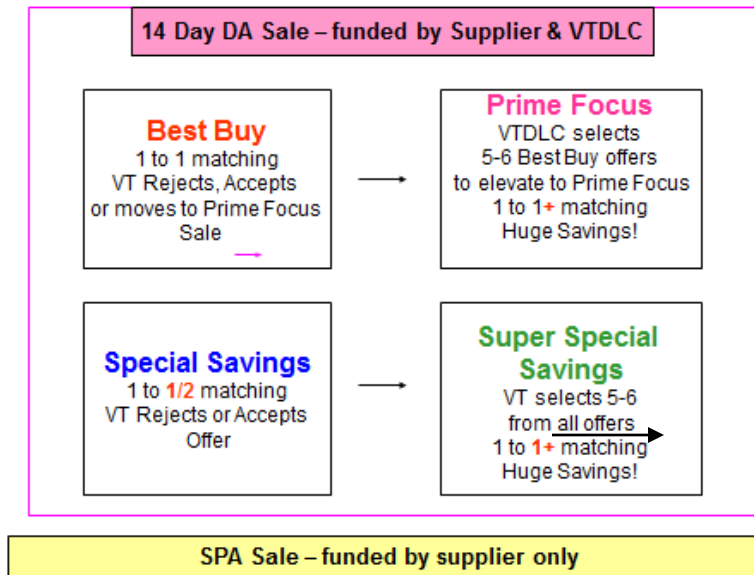 14 Day DA Sale – funded by Supplier & VTDLC
Best Buy
1 to 1 matching
VT Rejects, Accepts
or moves to Prime Focus
Sale
Prime Focus
VTDLC selects
5-6 Best Buy offers
to elevate to Prime Focus
1 to 1+ matching
Huge Savings!
Special Savings
1 to 1/2 matching
VT Rejects or Accepts
Offer
Super Special
Savings
VT selects 5-6
from all offers
1 to 1+ matching
Huge Savings!
SPA Sale – funded by supplier only